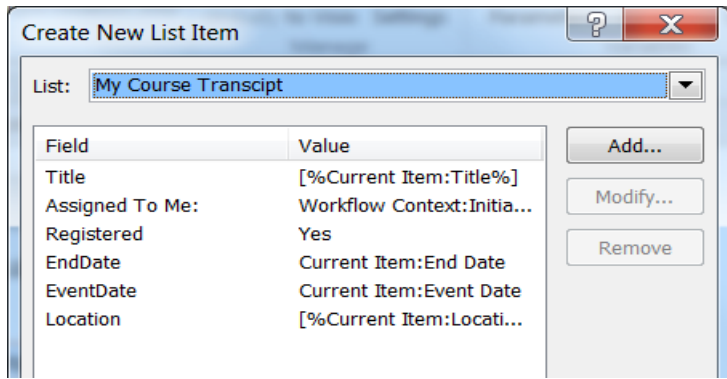 Create New List Item
List: My Course Transcipt
Field Value Add...
Title [%Current Item:Title%]
Assigned To Me: Workflow Context:Initia... Modify...
Registered Yes
EndDate Current Item:End Date Remove
EventDate Current Item:Event Date
Location [%Current Item:Locati...